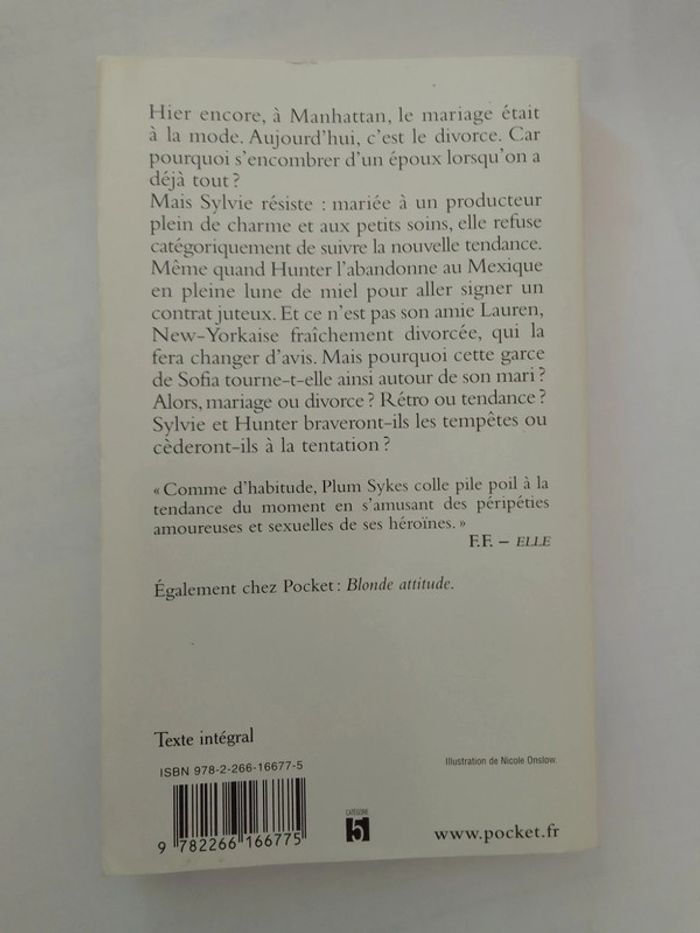 Hier encore, à Manhattan, le mariage était
à la mode. Aujourd'hui, c'est le divorce. Car
pourquoi s'encombrer d'un époux lorsqu'on a
déjà tout ?
Mais Sylvie résiste : mariée à un producteur
plein de charme et aux petits soins, elle refuse
catégoriquement de suivre la nouvelle tendance.
Même quand Hunter l'abandonne au Mexique
en pleine lune de miel pour aller signer un
contrat juteux. Et ce n'est pas son amie Lauren,
New-Yorkaise fraîchement divorcée, qui la
fera changer d'avis. Mais pourquoi cette garce
de Sofia tourne-t-elle ainsi autour de son mari ?
Alors, mariage ou divorce ? Rétro ou tendance ?
Sylvie et Hunter braveront-ils les tempêtes ou
cèderont-ils à la tentation ?
« Comme d'habitude, Plum Sykes colle pile poil à la
tendance du moment en s'amusant des péripéties
amoureuses et sexuelles de ses héroïnes. »
F.F. – ELLE
Également chez Pocket : Blonde attitude.
Texte intégral
ISBN 978-2-266-16677-5
Illustration de Nicole Onslow.
9 782266 166775
CATÉGORIE
5
www.pocket.fr